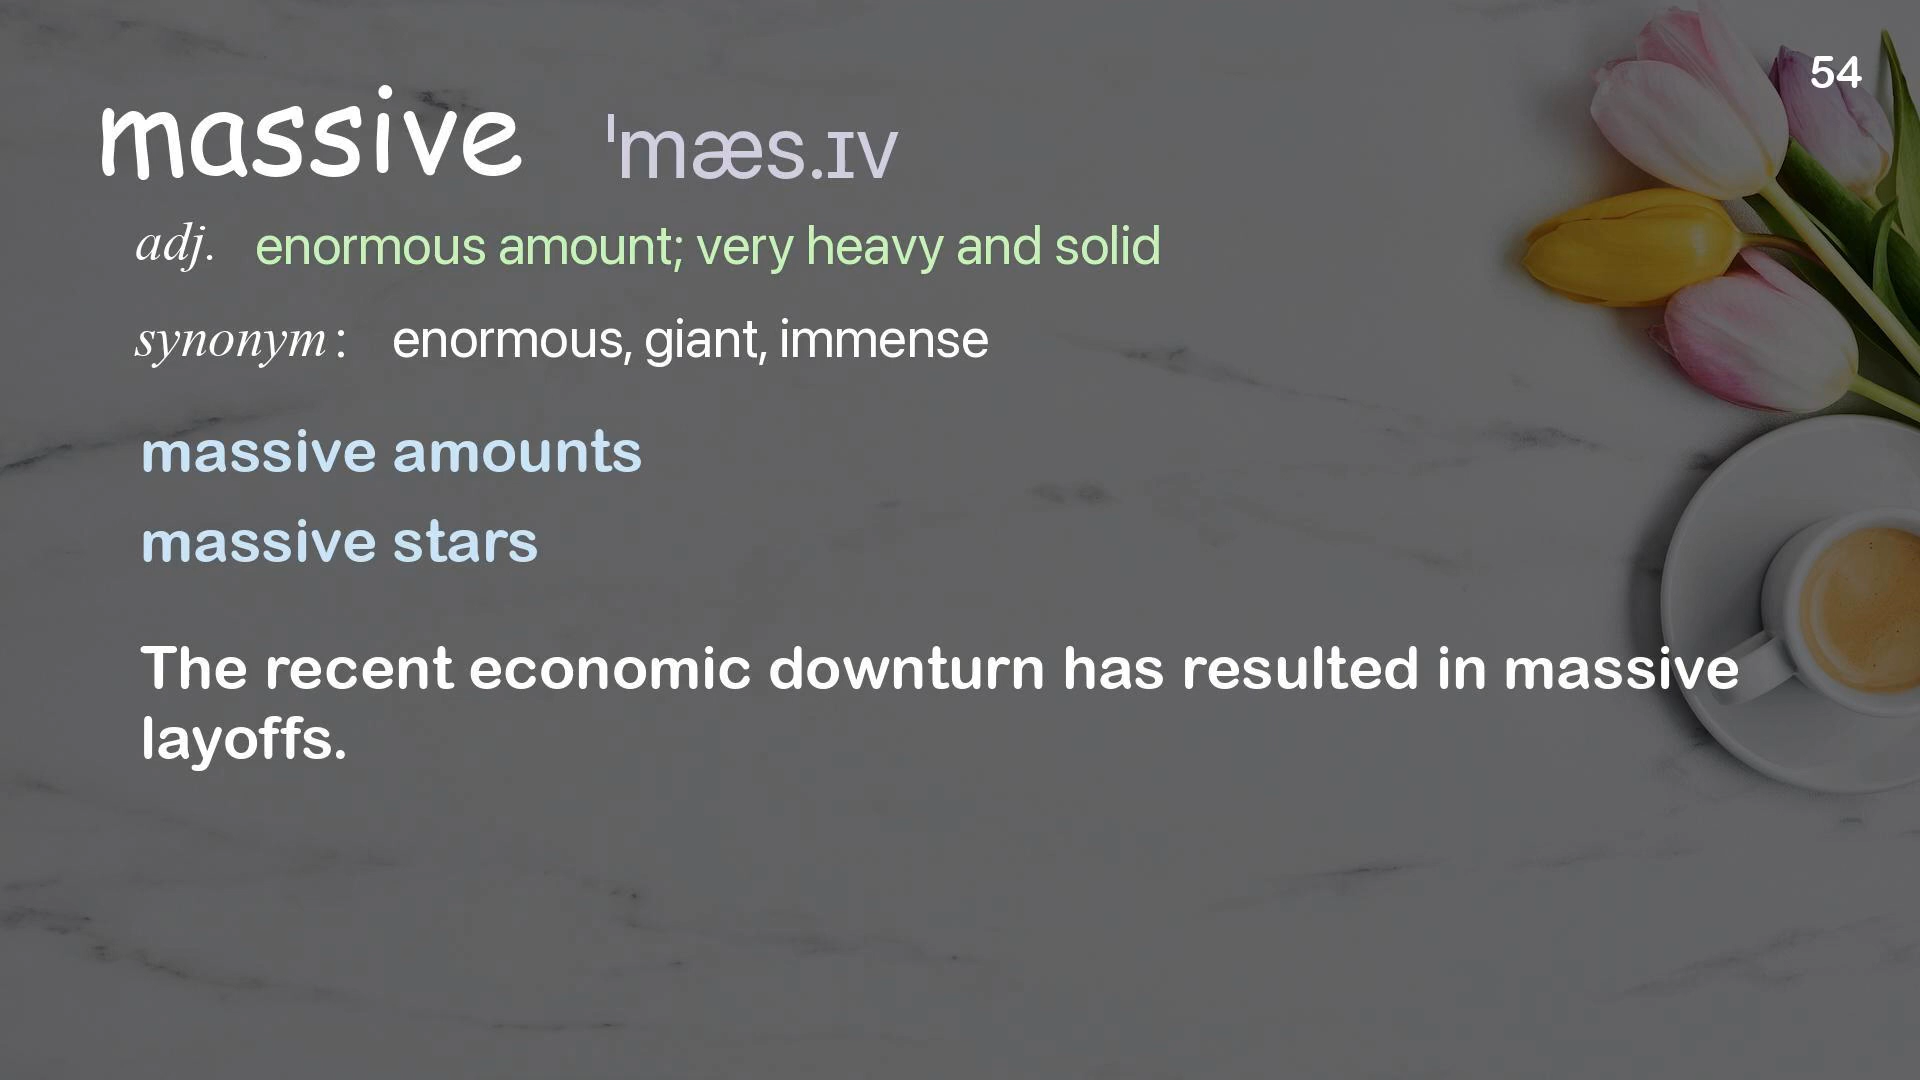 54
massive ˈmæs.ɪv
adj. enormous amount; very heavy and solid
synonym: enormous, giant, immense
massive amounts
massive stars
The recent economic downturn has resulted in massive
layoffs.